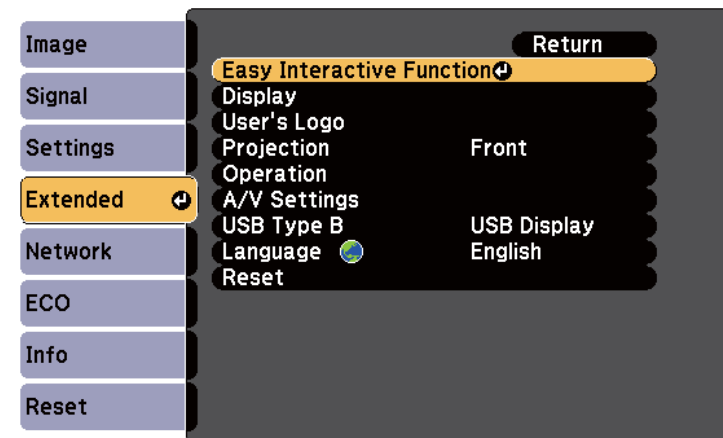 Image
Signal
Settings
Extended
Network
ECO
Info
Reset
Return
Easy Interactive Function
Display
User's Logo
Projection Front
Operation
A/V Settings
USB Type B USB Display
Language English
Reset